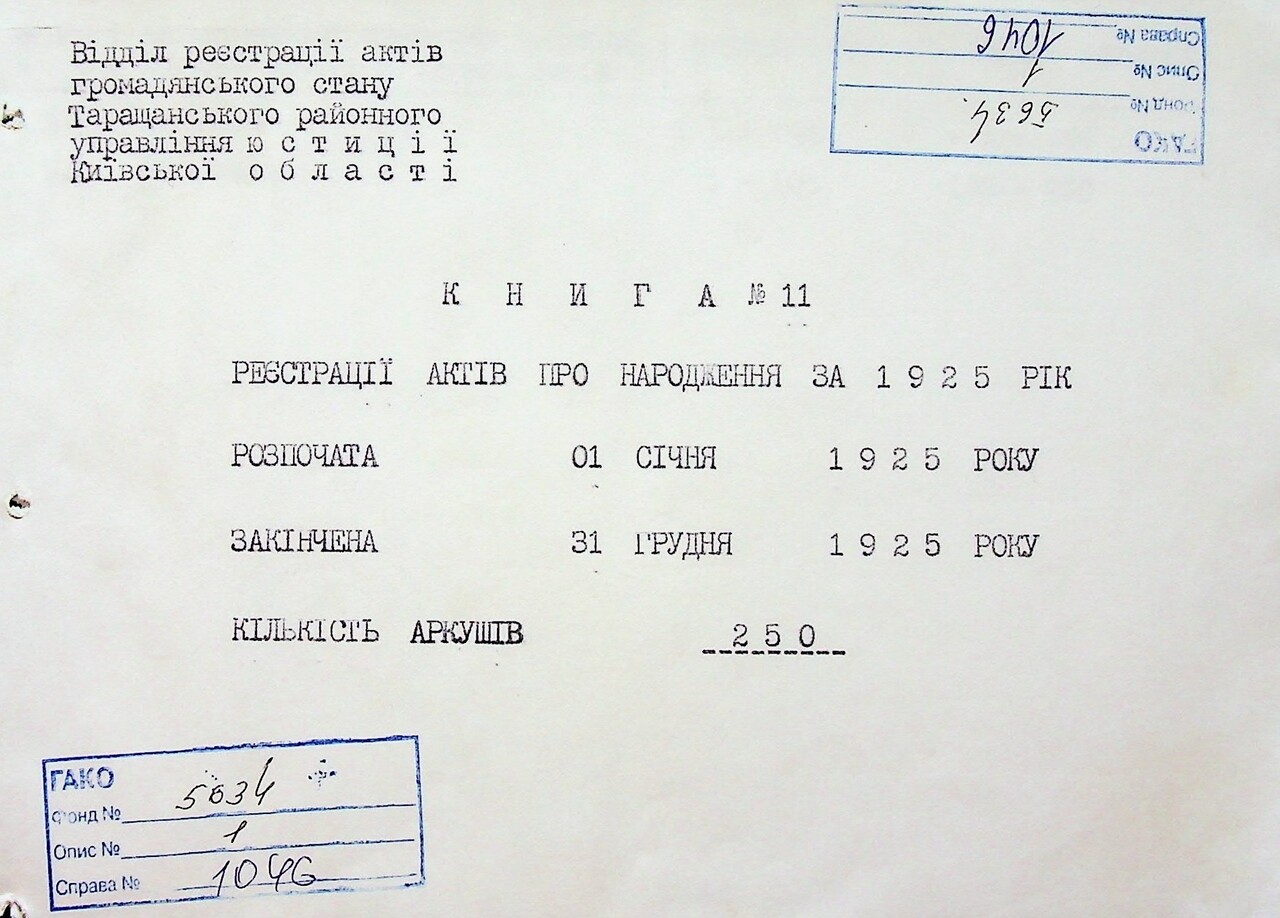 Відділ реєстрації актів
громадянського стану
Таращанського районного
управління ю с т и ц і ї
Київської о б л а с т і
ГАКО
Фонд № 5634
Опис № 1
Справа № 1046
К Н И Г А № 11
РЕЄСТРАЦІЇ АКТІВ ПРО НАРОДЖЕННЯ ЗА 1 9 2 5 РІК
РОЗПОЧАТА 01 СІЧНЯ 1 9 2 5 РОКУ
ЗАКІНЧЕНА 31 ГРУДНЯ 1 9 2 5 РОКУ
КІЛЬКІСТЬ АРКУШІВ 2 5 0
ГАКО
Фонд № 5634
Опис № 1
Справа № 1046